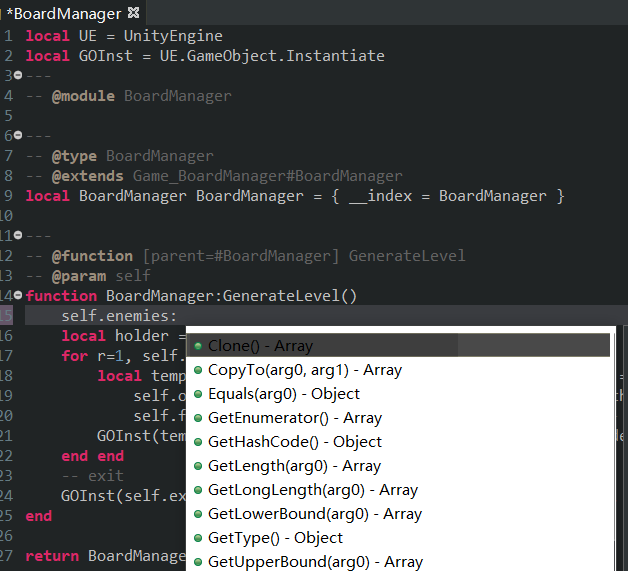 *BoardManager
1 local UE = UnityEngine
2 local GOInst = UE.GameObject.Instantiate
3 ---
4 -- @module BoardManager
5
6 ---
7 -- @type BoardManager
8 -- @extends Game_BoardManager#BoardManager
9 local BoardManager BoardManager = { __index = BoardManager }
10
11 ---
12 -- @function [parent=#BoardManager] GenerateLevel
13 -- @param self
14 function BoardManager:GenerateLevel()
15 self.enemies:
16 local holder =
17 for r=1, self.
18 local temp =
19 self.o th
20 self.f
21 GOInst(tem de
22 end end
23 -- exit
24 GOInst(self.ex
25 end
26
27 return BoardManage
Clone() - Array
CopyTo(arg0, arg1) - Array
Equals(arg0) - Object
GetEnumerator() - Array
GetHashCode() - Object
GetLength(arg0) - Array
GetLongLength(arg0) - Array
GetLowerBound(arg0) - Array
GetType() - Object
GetUpperBound(arg0) - Array